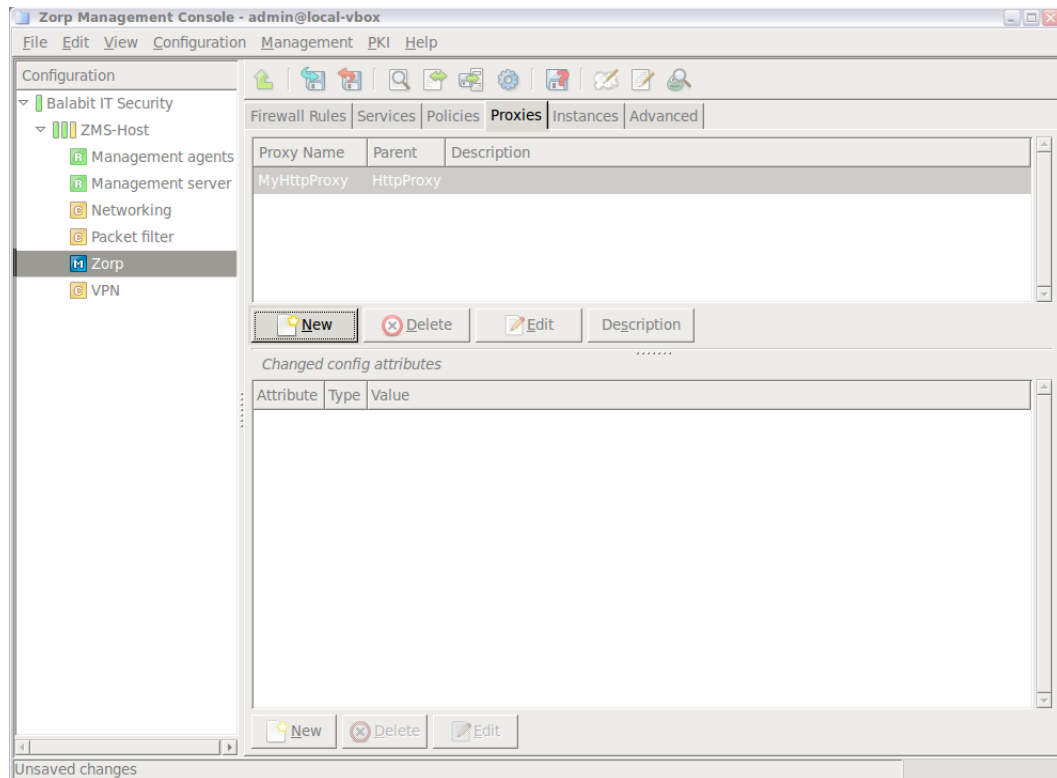 Zorp Management Console - admin@local-vbox
File Edit View Configuration Management PKI Help
Configuration
Balabit IT Security
ZMS-Host
Management agents
Management server
Networking
Packet filter
Zorp
VPN
Firewall Rules Services Policies Proxies Instances Advanced
Proxy Name Parent Description
MyHttpProxy HttpProxy
New Delete Edit Description
Changed config attributes
Attribute Type Value
New Delete Edit
Unsaved changes